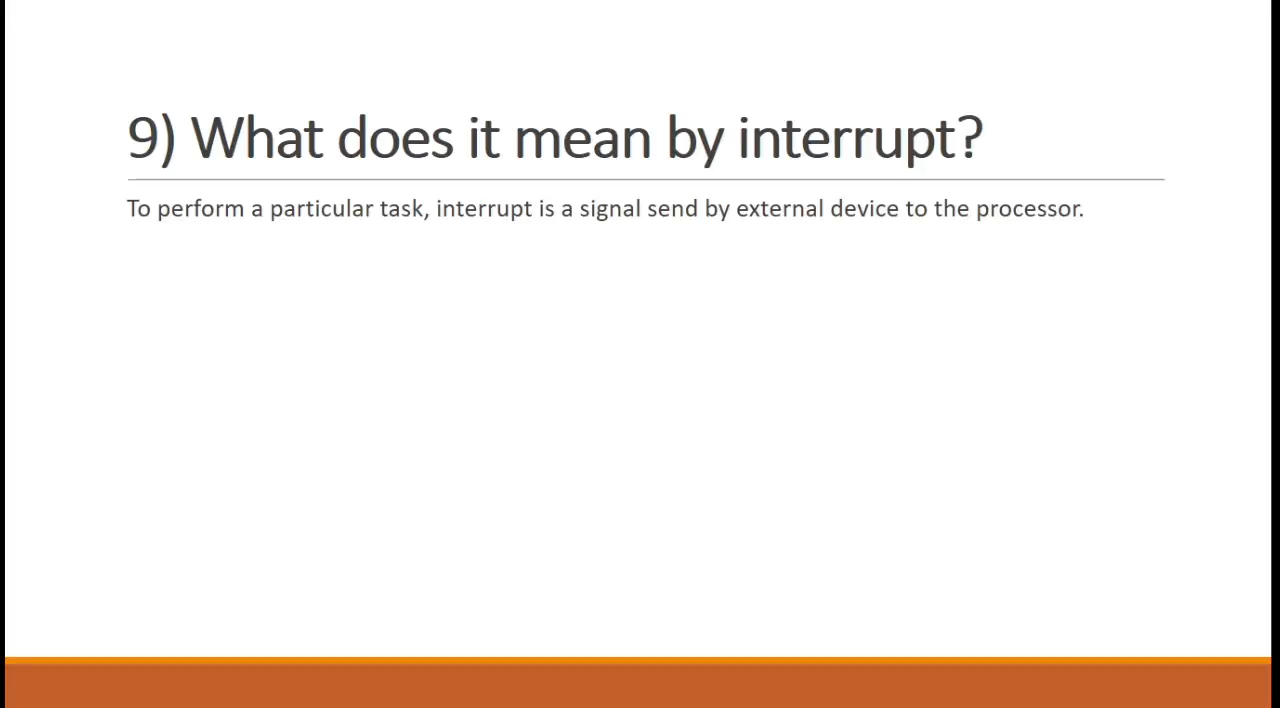 9) What does it mean by interrupt?
To perform a particular task, interrupt is a signal send by external device to the processor.